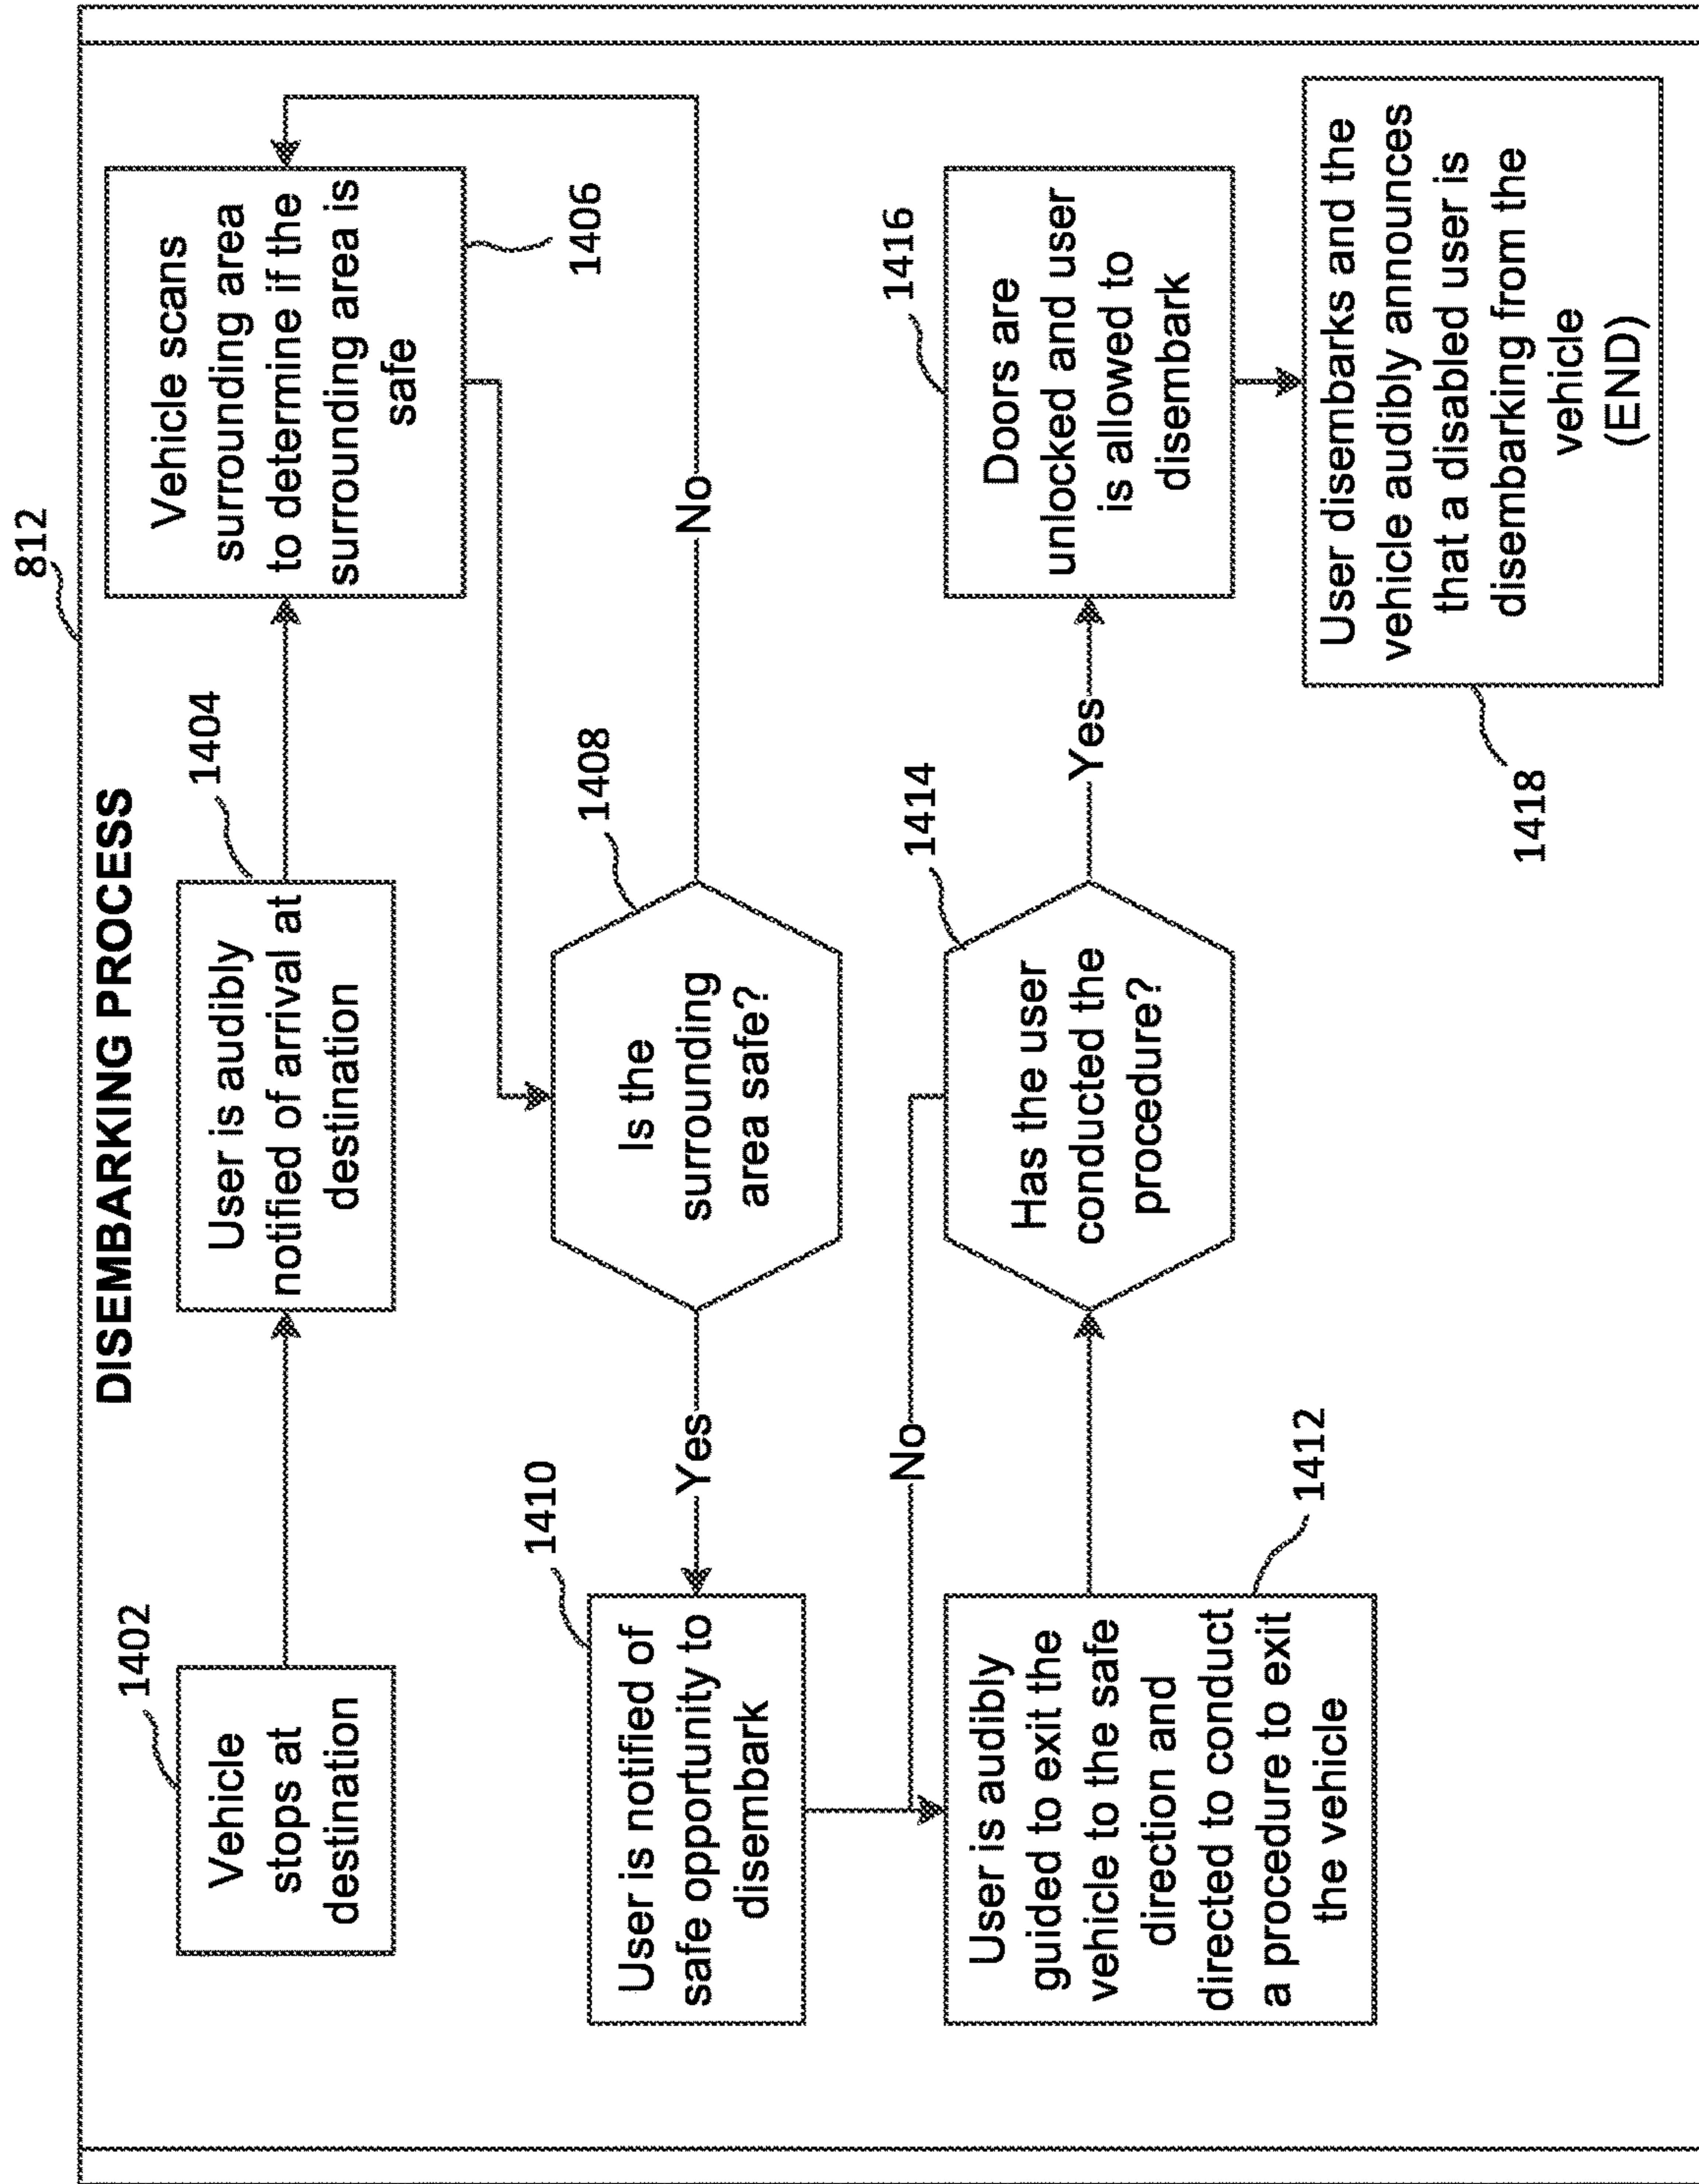 812
DISEMBARKING PROCESS
1402
Vehicle
stops at
destination
1404
User is audibly
notified of arrival at
destination
Vehicle scans
surrounding area
to determine if the
surrounding area is
safe
1406
1408
Is the
surrounding
area safe?
No
Yes
1410
User is notified of
safe opportunity to
disembark
No
User is audibly
guided to exit the
vehicle to the safe
direction and
directed to conduct
a procedure to exit
the vehicle
1412
1414
Has the user
conducted the
procedure?
Yes
1416
Doors are
unlocked and user
is allowed to
disembark
User disembarks and the
vehicle audibly announces
that a disabled user is
disembarking from the
vehicle
(END)
1418